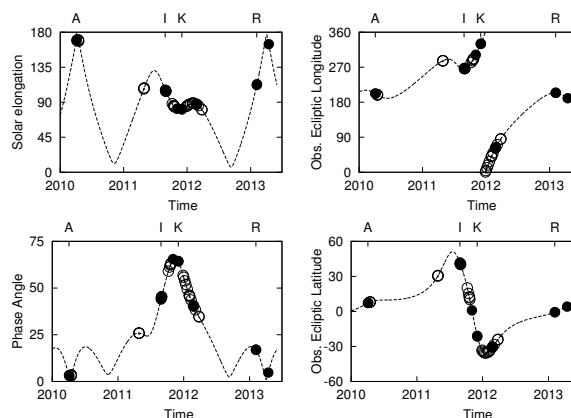 A I K R
180
135
90
45
0
Solar elongation
2010 2011 2012 2013
Time
A I K R
360
270
180
90
0
Obs. Ecliptic Longitude
2010 2011 2012 2013
Time
A I K R
75
50
25
0
Phase Angle
2010 2011 2012 2013
Time
A I K R
60
30
0
-30
-60
Obs. Ecliptic Latitude
2010 2011 2012 2013
Time